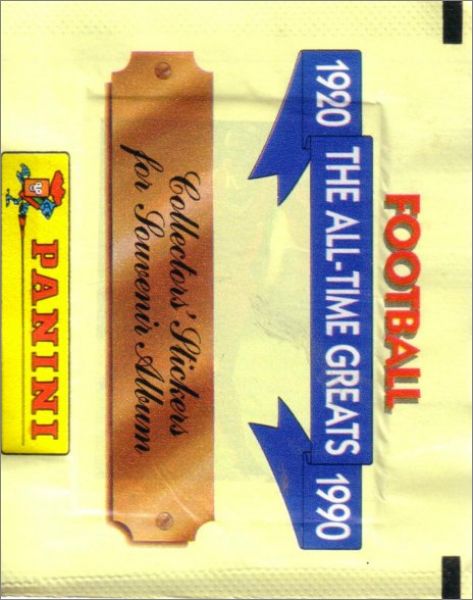 FOOTBALL
1920 THE ALL-TIME GREATS 1990
Collectors' Stickers
for Souvenir Album
PANINI